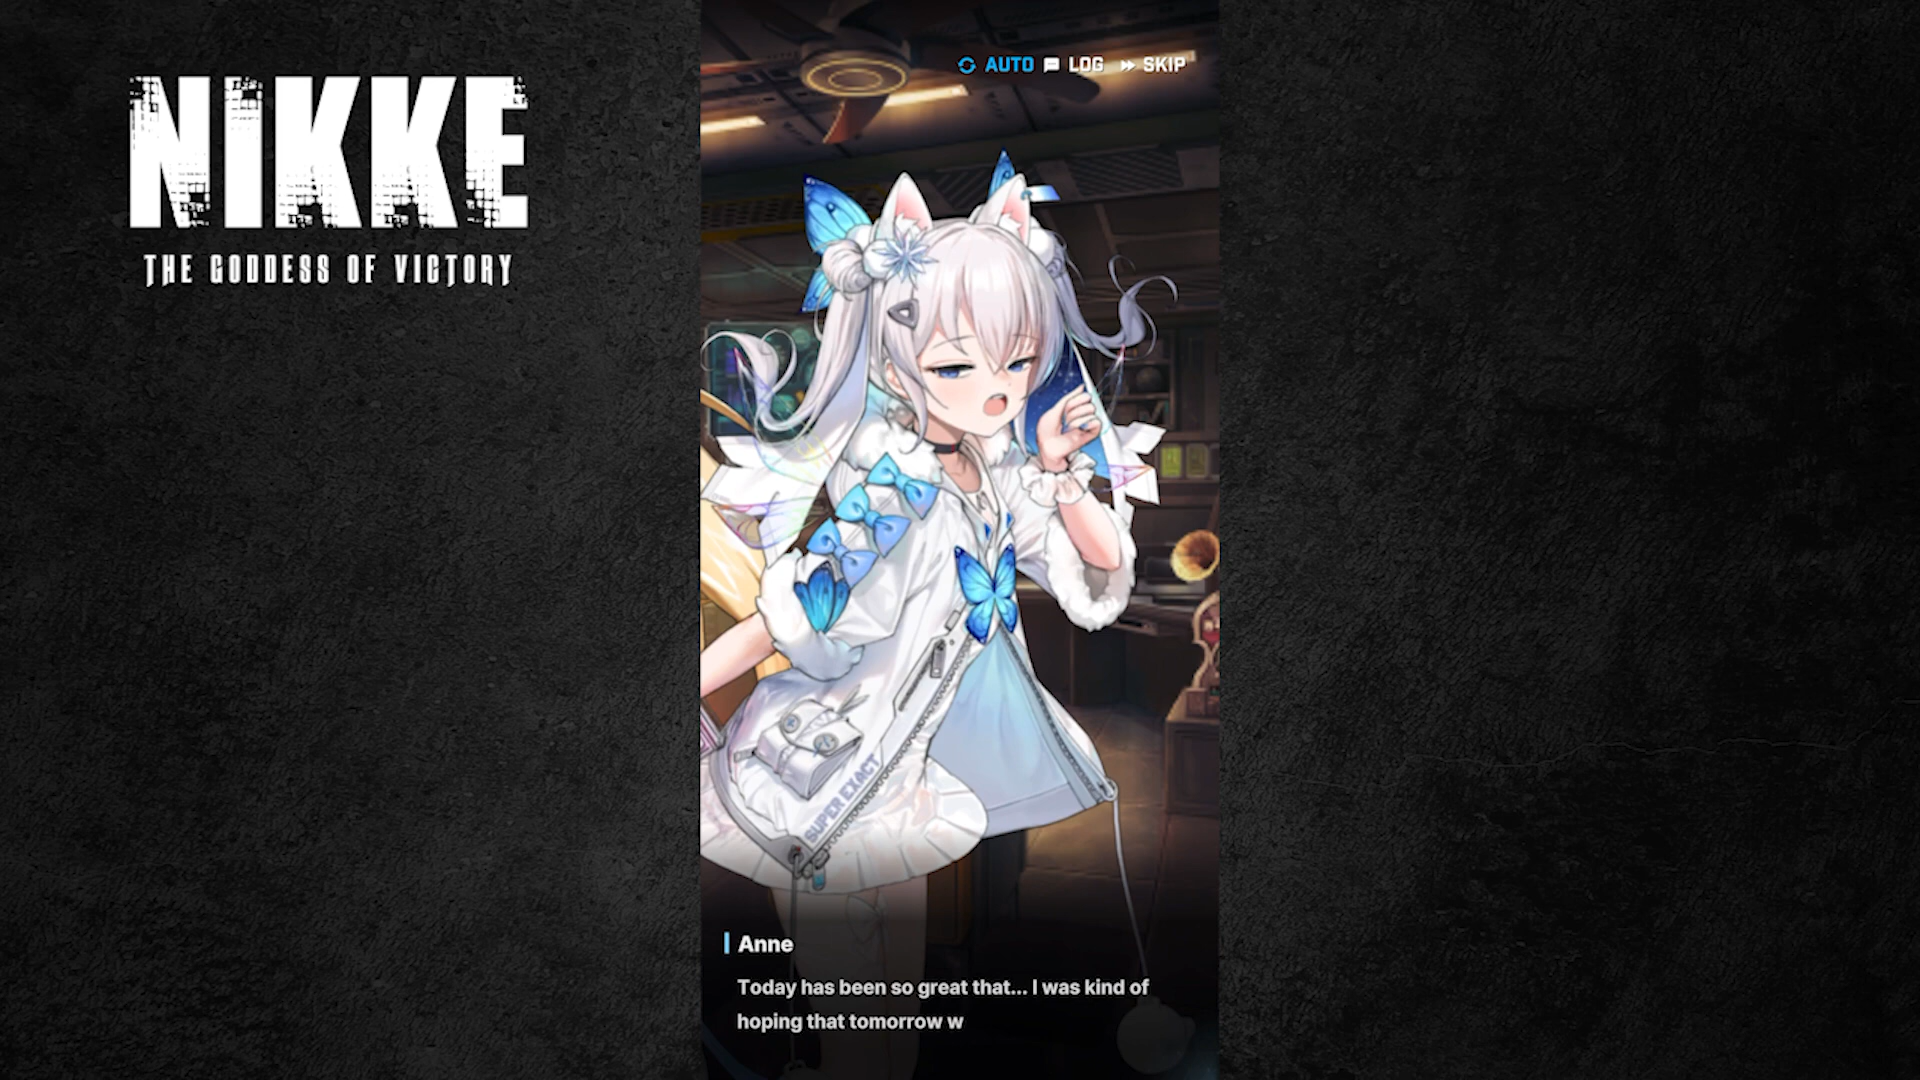 NIKKE
THE GODDESS OF VICTORY
AUTO LOG SKIP
SUPER EXACT
Anne
Today has been so great that... I was kind of
hoping that tomorrow w